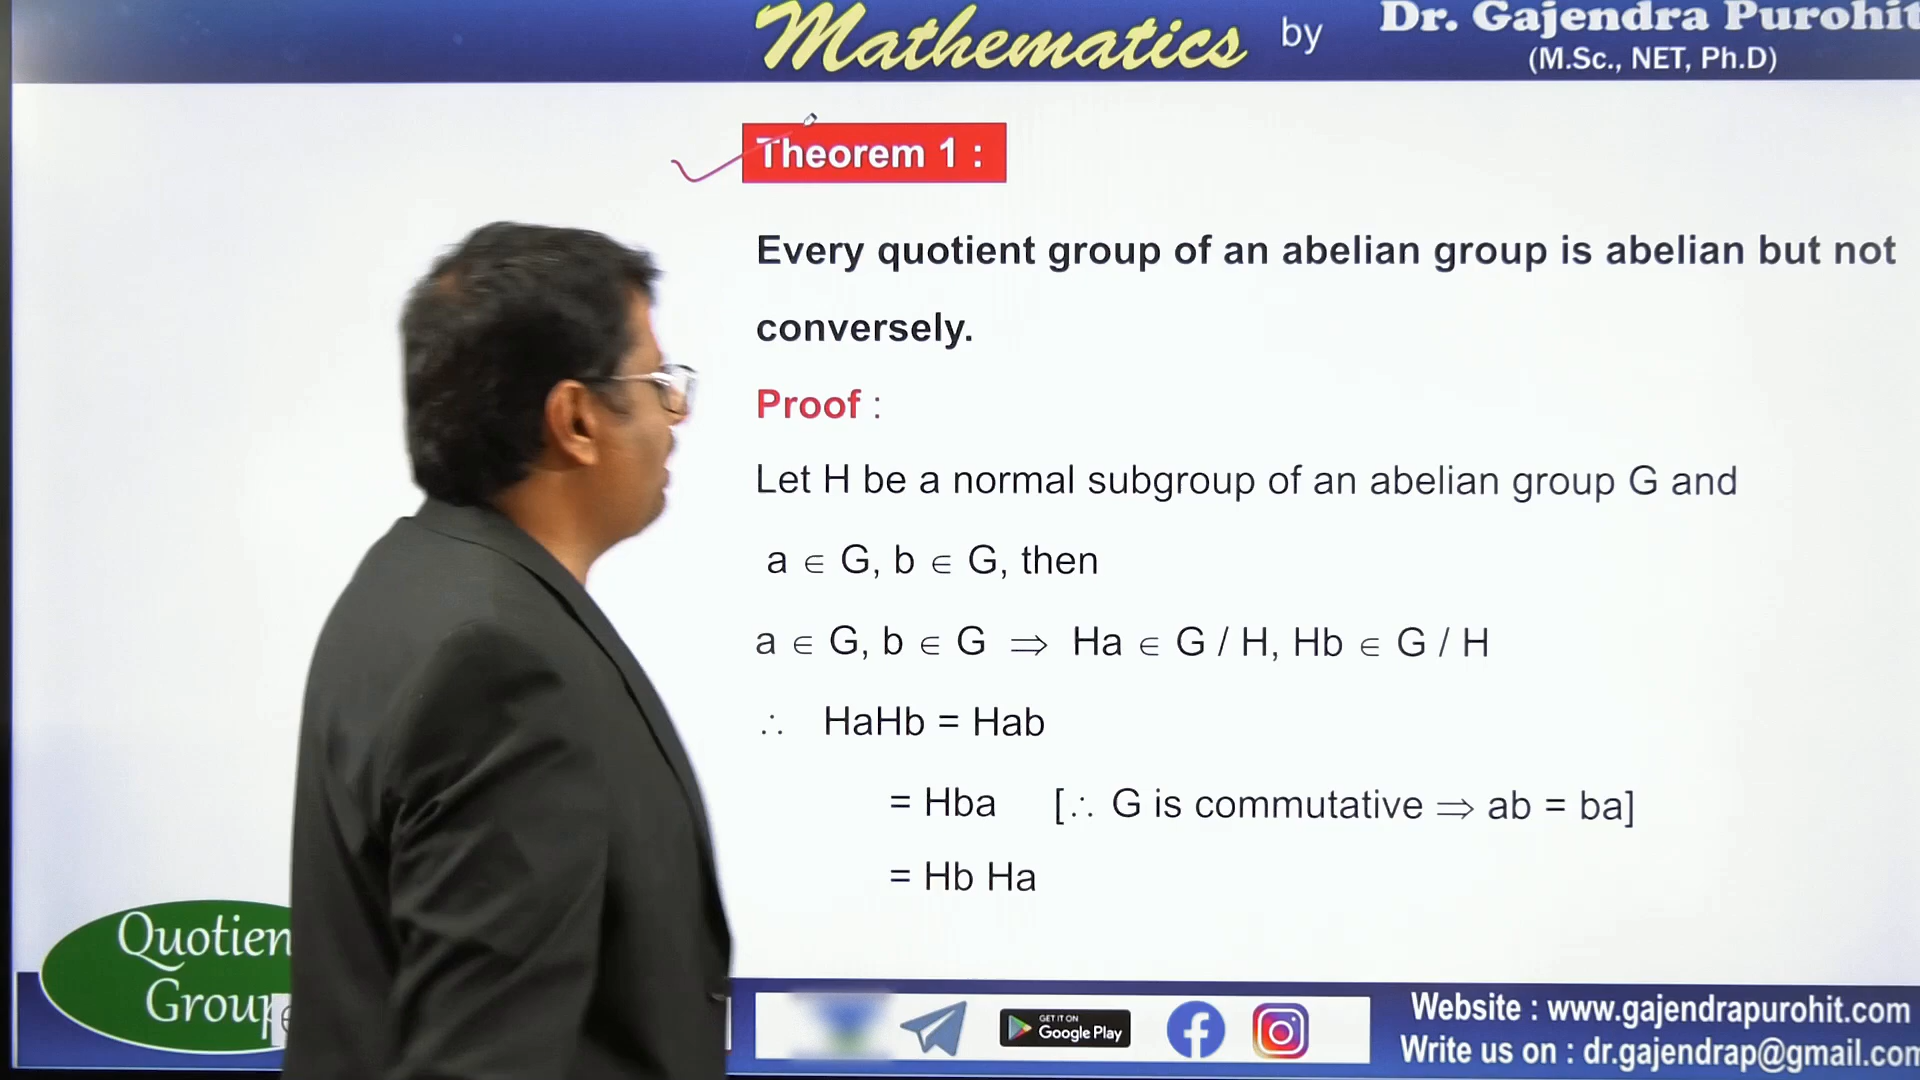 Mathematics by Dr. Gajendra Purohit
(M.Sc., NET, Ph.D)
Theorem 1 :
Every quotient group of an abelian group is abelian but not
conversely.
Proof :
Let H be a normal subgroup of an abelian group G and
a ∈ G, b ∈ G, then
a ∈ G, b ∈ G ⇒ Ha ∈ G / H, Hb ∈ G / H
∴ HaHb = Hab
= Hba [∴ G is commutative ⇒ ab = ba]
= Hb Ha
Quotien
Group
GET IT ON
Google Play
Website : www.gajendrapurohit.com
Write us on : dr.gajendrap@gmail.com